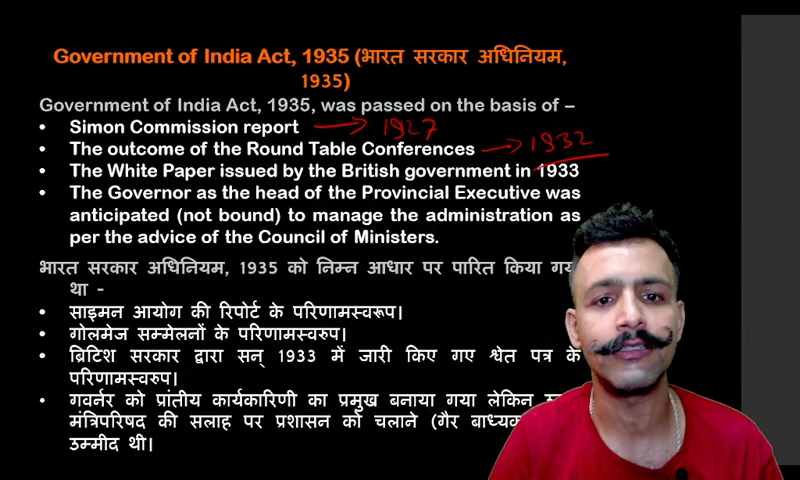 Government of India Act, 1935 (भारत सरकार अधिनियम,
1935)
Government of India Act, 1935, was passed on the basis of –
• Simon Commission report → 1927
• The outcome of the Round Table Conferences → 1932
• The White Paper issued by the British government in 1933
• The Governor as the head of the Provincial Executive was
anticipated (not bound) to manage the administration as
per the advice of the Council of Ministers.
भारत सरकार अधिनियम, 1935 को निम्न आधार पर पारित किया
था -
• साइमन आयोग की रिपोर्ट के परिणामस्वरूप।
• गोलमेज सम्मेलनों के परिणामस्वरुप।
• ब्रिटिश सरकार द्वारा सन् 1933 में जारी किए गए श्वेत पत्र के
परिणामस्वरुप।
• गवर्नर को प्रांतीय कार्यकारिणी का प्रमुख बनाया गया लेकिन
मंत्रिपरिषद की सलाह पर प्रशासन को चलाने (गैर
उम्मीद थी।